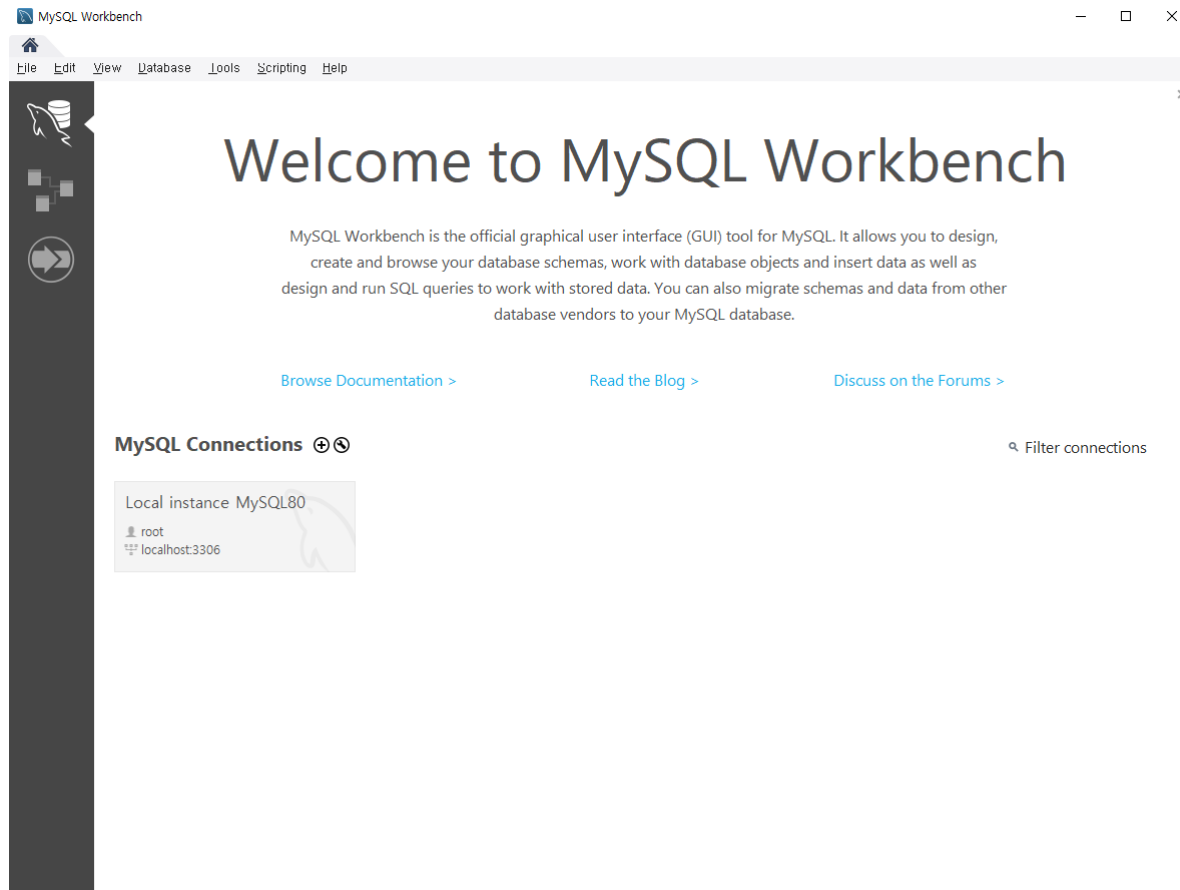 MySQL Workbench
File Edit View Database Tools Scripting Help
Welcome to MySQL Workbench
MySQL Workbench is the official graphical user interface (GUI) tool for MySQL. It allows you to design,
create and browse your database schemas, work with database objects and insert data as well as
design and run SQL queries to work with stored data. You can also migrate schemas and data from other
database vendors to your MySQL database.
Browse Documentation > Read the Blog > Discuss on the Forums >
MySQL Connections Filter connections
Local instance MySQL80
root
localhost:3306